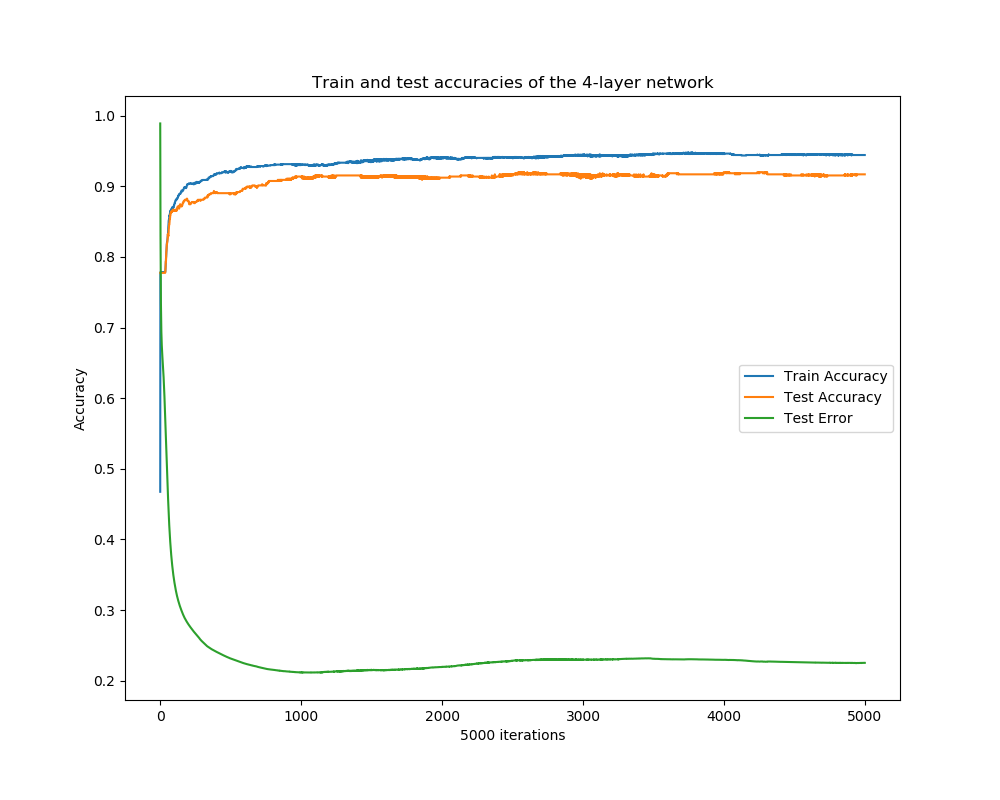 Train and test accuracies of the 4-layer network
Accuracy
1.0
0.9
0.8
0.7
0.6
0.5
0.4
0.3
0.2
Train Accuracy
Test Accuracy
Test Error
0 1000 2000 3000 4000 5000
5000 iterations